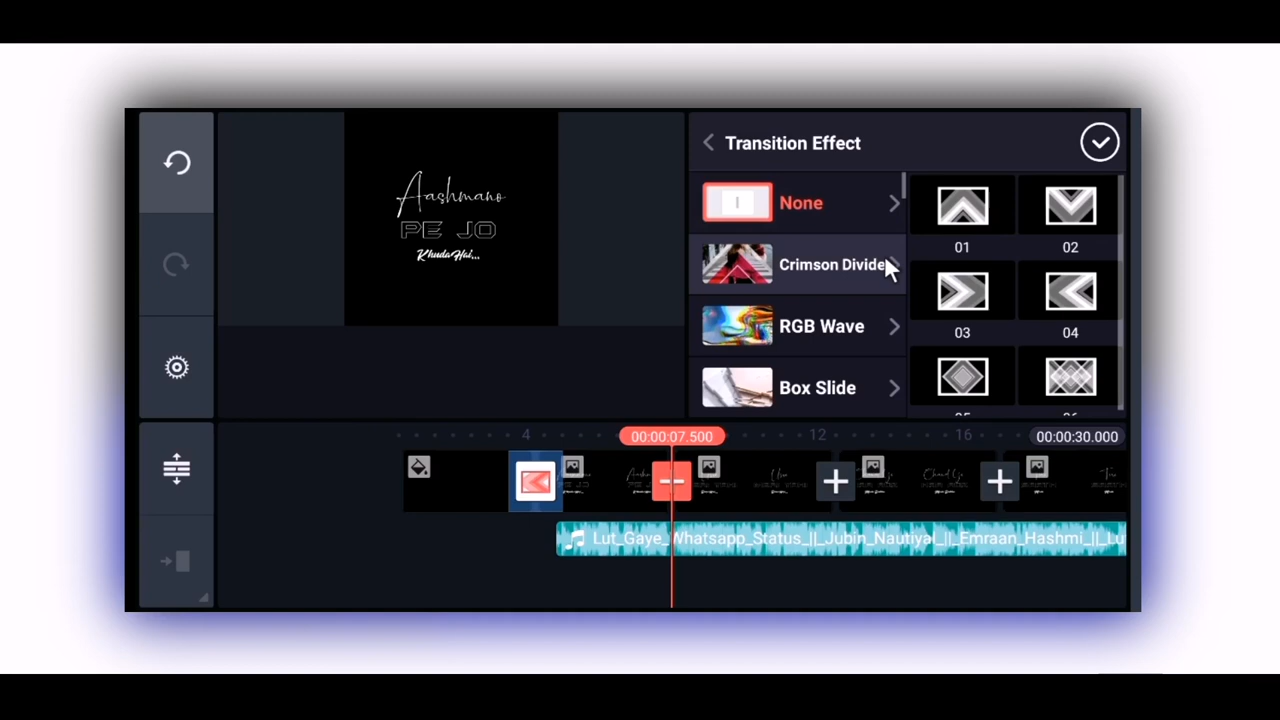 Transition Effect
Aashmano
PE JO
Khuda Hai...
None
Crimson Divide
RGB Wave
Box Slide
01
02
03
04
4
00:00:07.500
12
16
00:00:30.000
Lut_Gaye_Whatsapp_Status_||_Jubin_Nautiyal_||_Emraan_Hashmi_||_Lu